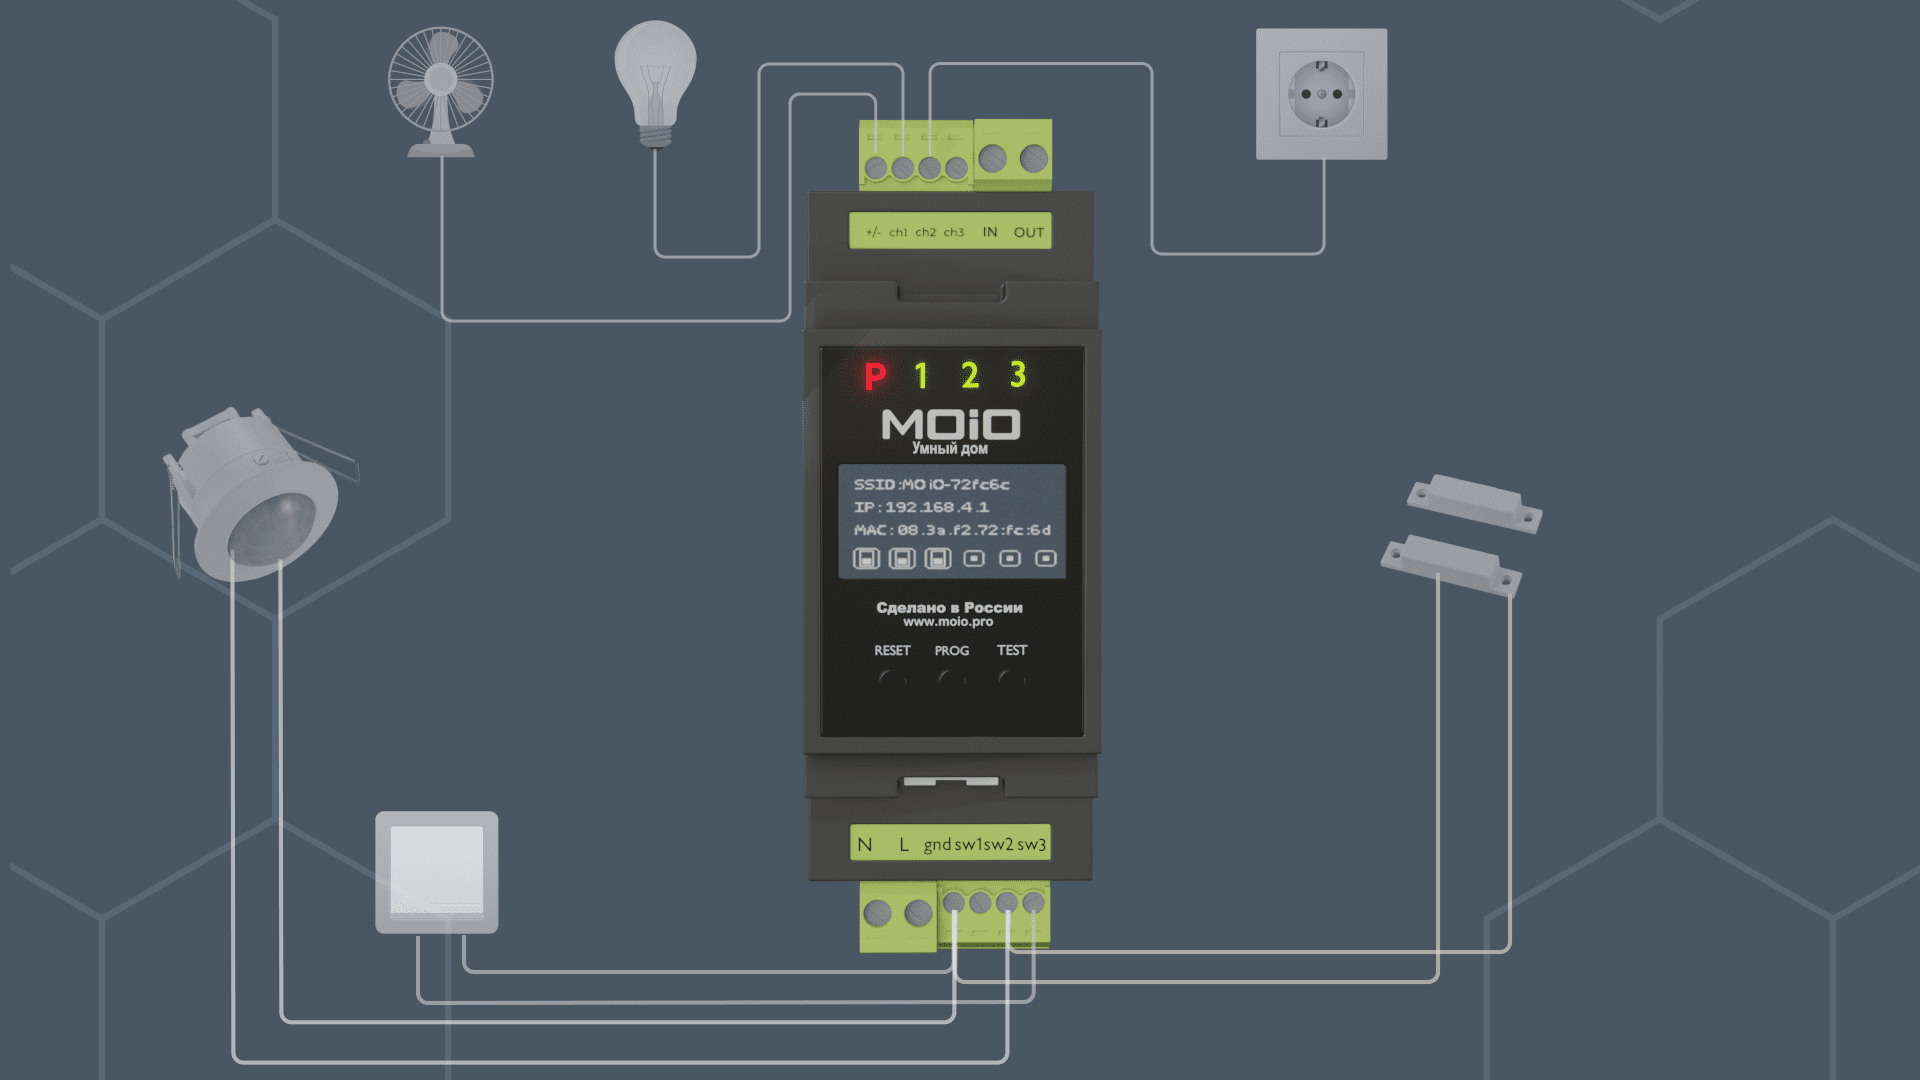 +/- ch1 ch2 ch3 IN OUT
P 1 2 3
MOiO
Умный дом
SSID:MOiO-72fc6c
IP:192.168.4.1
MAC:08.3a.f2.72:fc:6d
Сделано в России
www.moio.pro
RESET PROG TEST
N L gnd sw1 sw2 sw3